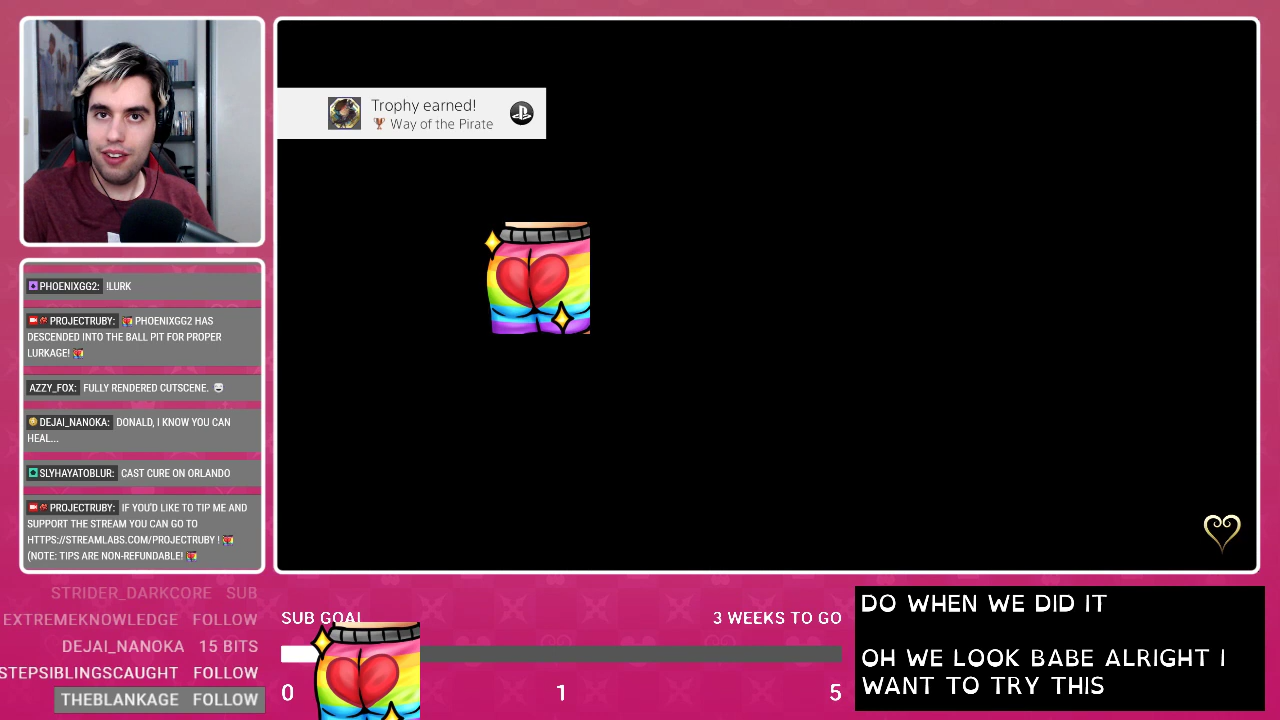 Trophy earned!
Way of the Pirate
PHOENIXGG2: !LURK
PROJECTRUBY: PHOENIXGG2 HAS
DESCENDED INTO THE BALL PIT FOR PROPER
LURKAGE!
AZZY_FOX: FULLY RENDERED CUTSCENE.
DEJAI_NANOKA: DONALD, I KNOW YOU CAN
HEAL...
SLYHAYATOBLUR: CAST CURE ON ORLANDO
PROJECTRUBY: IF YOU'D LIKE TO TIP ME AND
SUPPORT THE STREAM YOU CAN GO TO
HTTPS://STREAMLABS.COM/PROJECTRUBY !
(NOTE: TIPS ARE NON-REFUNDABLE!
STRIDER_DARKCORE SUB
EXTREMEKNOWLEDGE FOLLOW
DEJAI_NANOKA 15 BITS
STEPSIBLINGSCAUGHT FOLLOW
THEBLANKAGE FOLLOW
SUB GOAL
3 WEEKS TO GO
0 1 5
DO WHEN WE DID IT
OH WE LOOK BABE ALRIGHT I
WANT TO TRY THIS